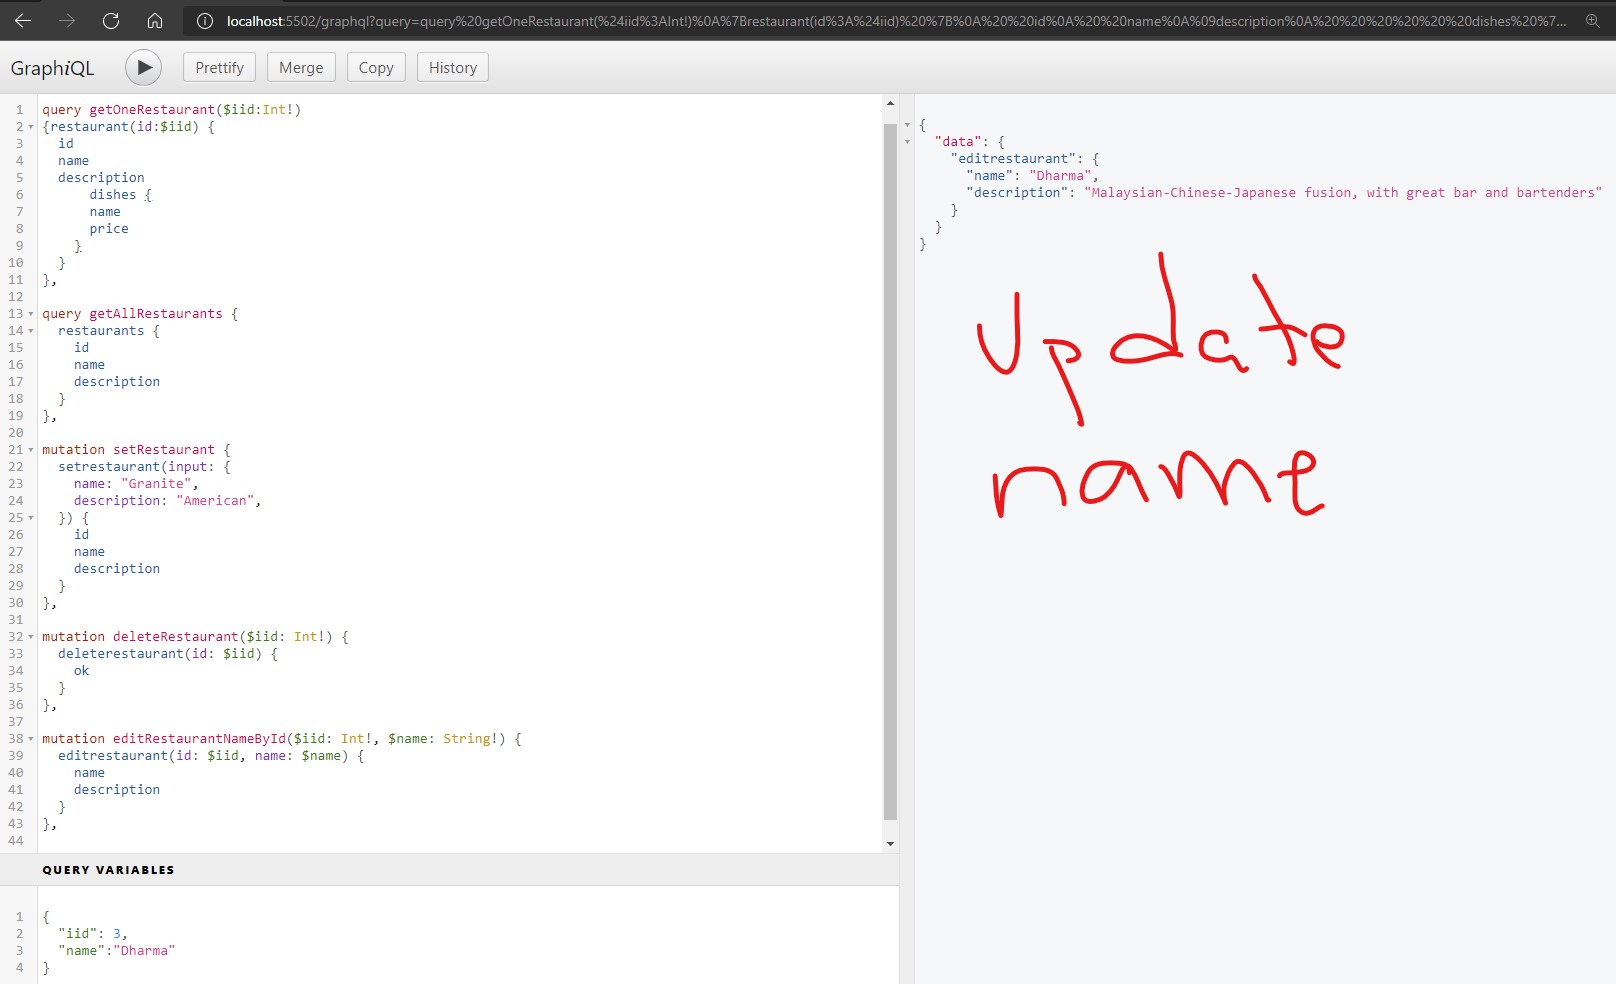 localhost:5502/graphql?query=query%20getOneRestaurant(%24iid%3AInt!)%0A%7Brestaurant(id%3A%24iid)%20%7B%0A%20%20id%0A%20%20name%0A%09description%0A%20%20%20%20%20%20dishes%20%7...
GraphiQL
Prettify Merge Copy History
1 query getOneRestaurant($iid:Int!)
2 {restaurant(id:$iid) {
3 id
4 name
5 description
6 dishes {
7 name
8 price
9 }
10 }
11 },
12
13 query getAllRestaurants {
14 restaurants {
15 id
16 name
17 description
18 }
19 },
20
21 mutation setRestaurant {
22 setrestaurant(input: {
23 name: "Granite",
24 description: "American",
25 }) {
26 id
27 name
28 description
29 }
30 },
31
32 mutation deleteRestaurant($iid: Int!) {
33 deleterestaurant(id: $iid) {
34 ok
35 }
36 },
37
38 mutation editRestaurantNameById($iid: Int!, $name: String!) {
39 editrestaurant(id: $iid, name: $name) {
40 name
41 description
42 }
43 },
44
QUERY VARIABLES
1 {
2 "iid": 3,
3 "name":"Dharma"
4 }
{
"data": {
"editrestaurant": {
"name": "Dharma",
"description": "Malaysian-Chinese-Japanese fusion, with great bar and bartenders"
}
}
}
Update
name